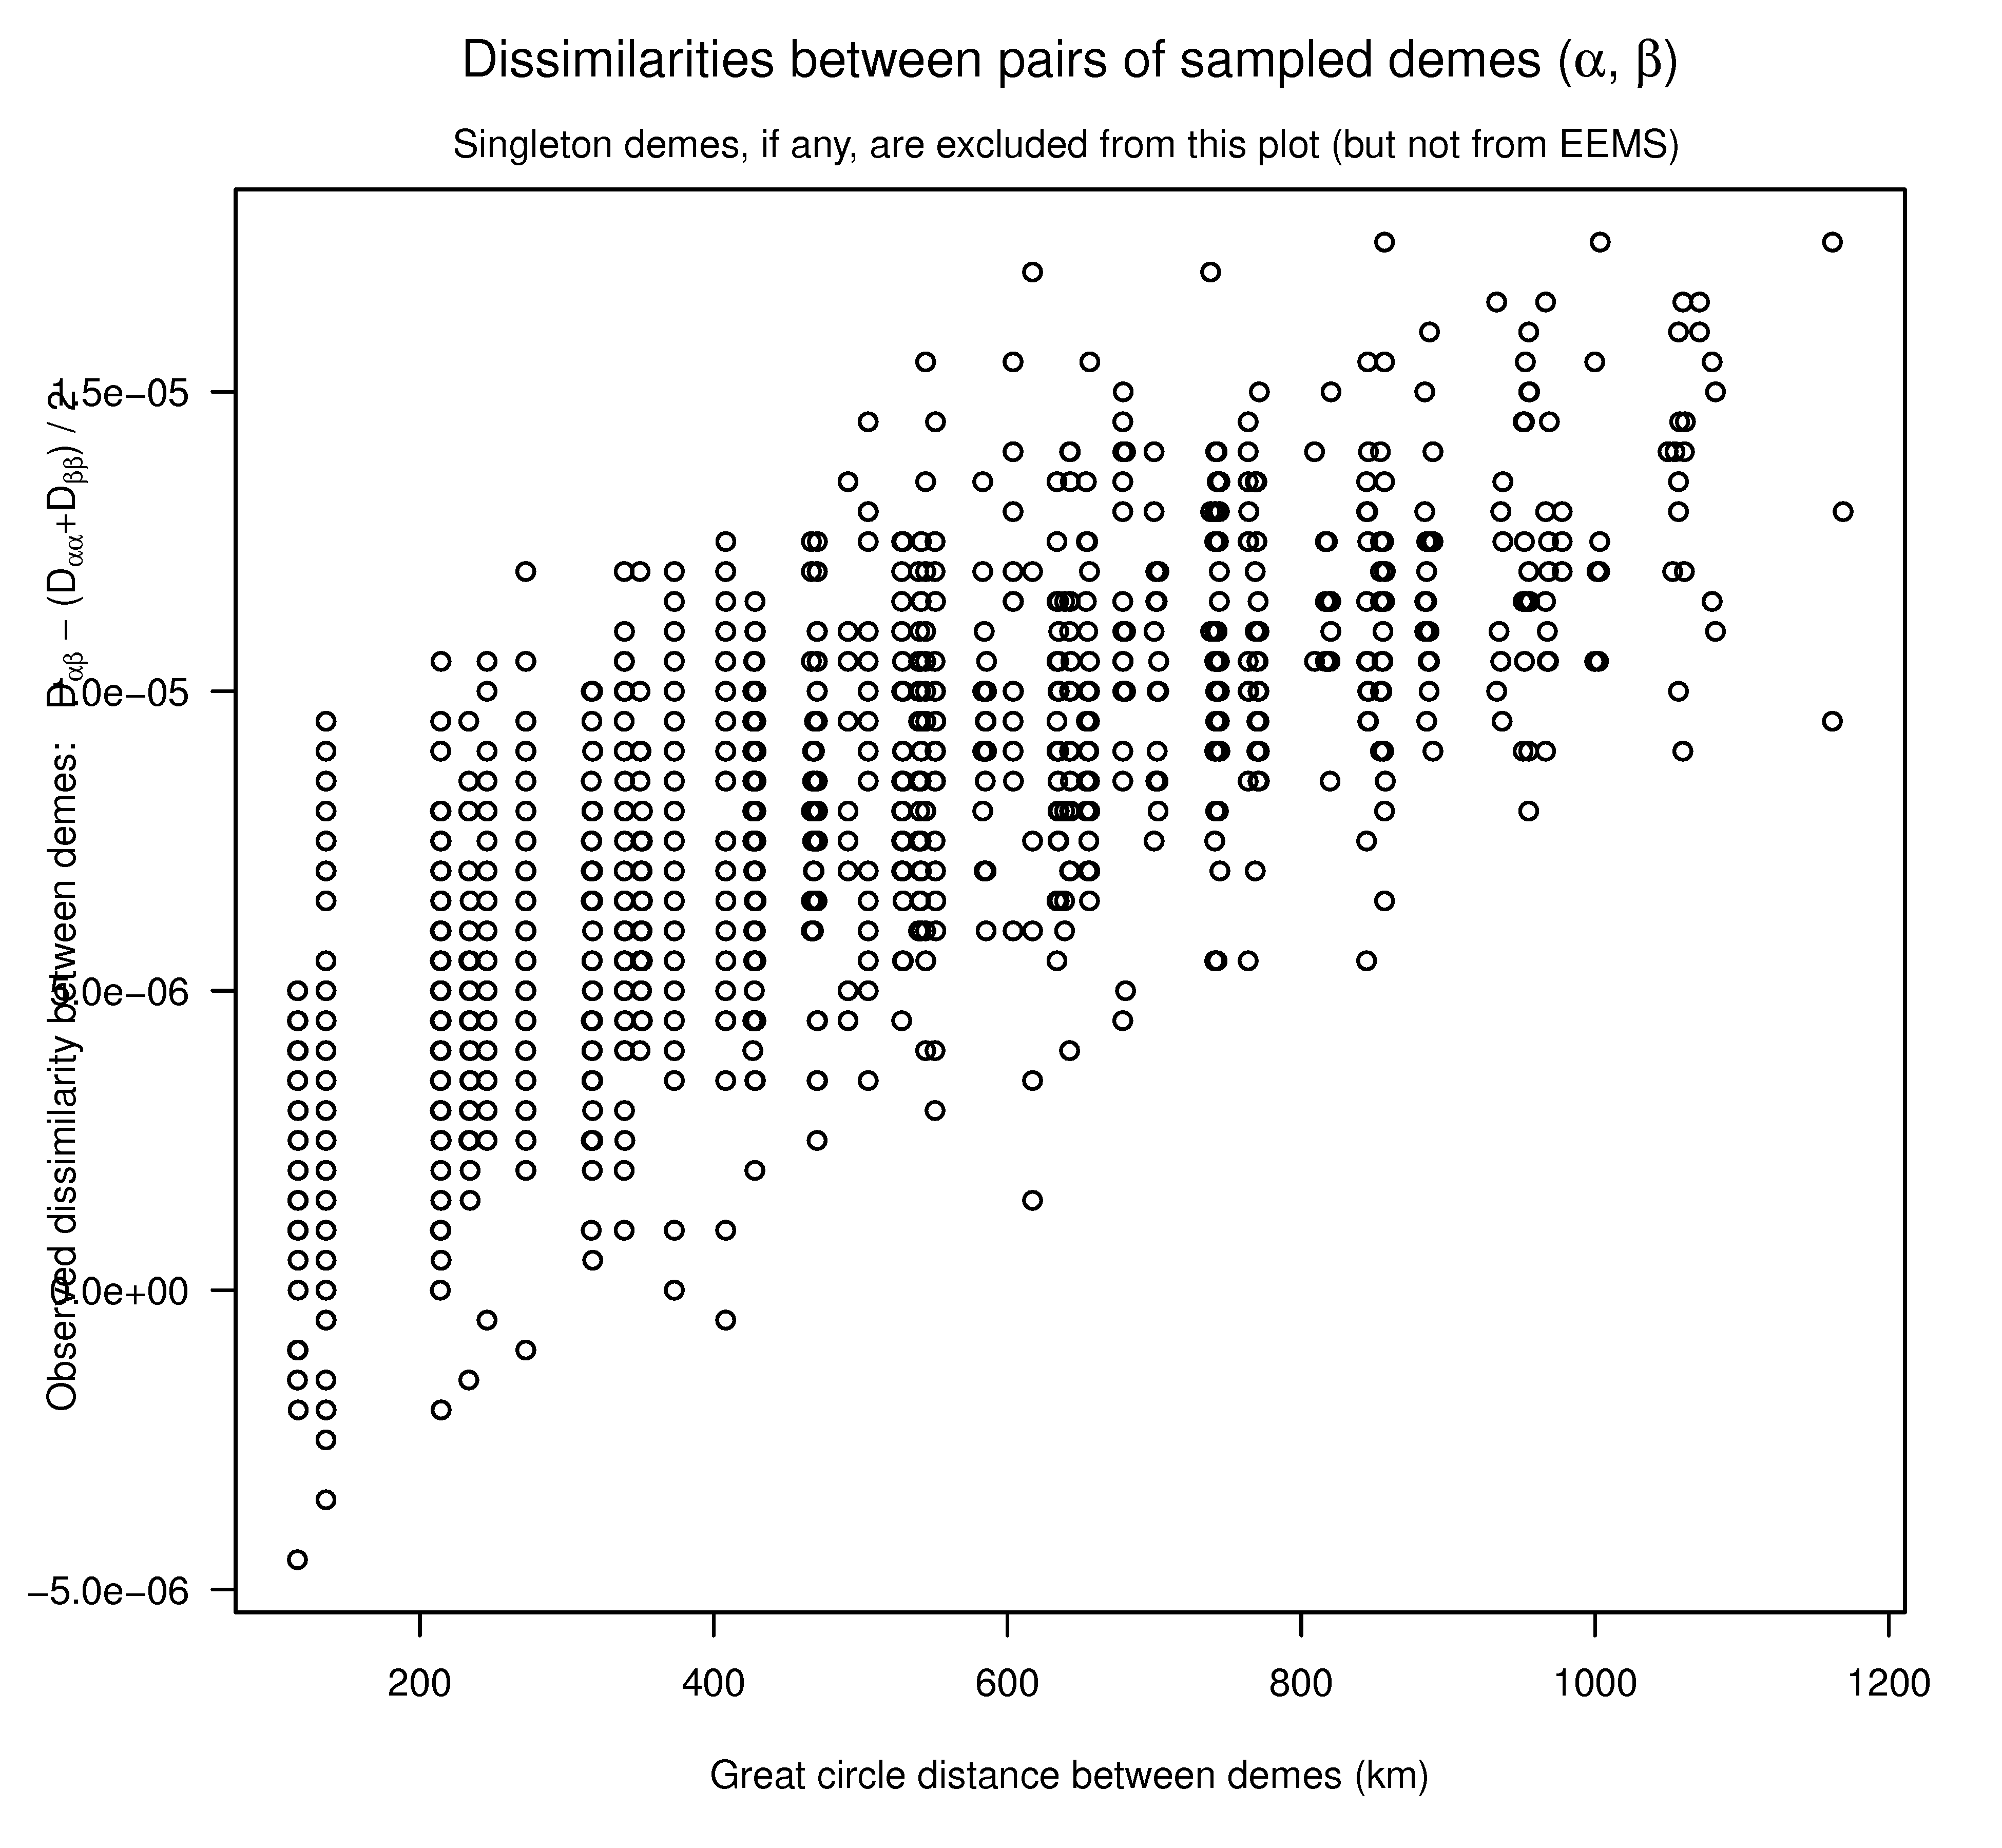 Dissimilarities between pairs of sampled demes (α, β)
Singleton demes, if any, are excluded from this plot (but not from EEMS)
Observed dissimilarity between demes: Dαβ − (Dαα+Dββ) / 2
1.5e−05
1.0e−05
5.0e−06
0.0e+00
−5.0e−06
200 400 600 800 1000 1200
Great circle distance between demes (km)